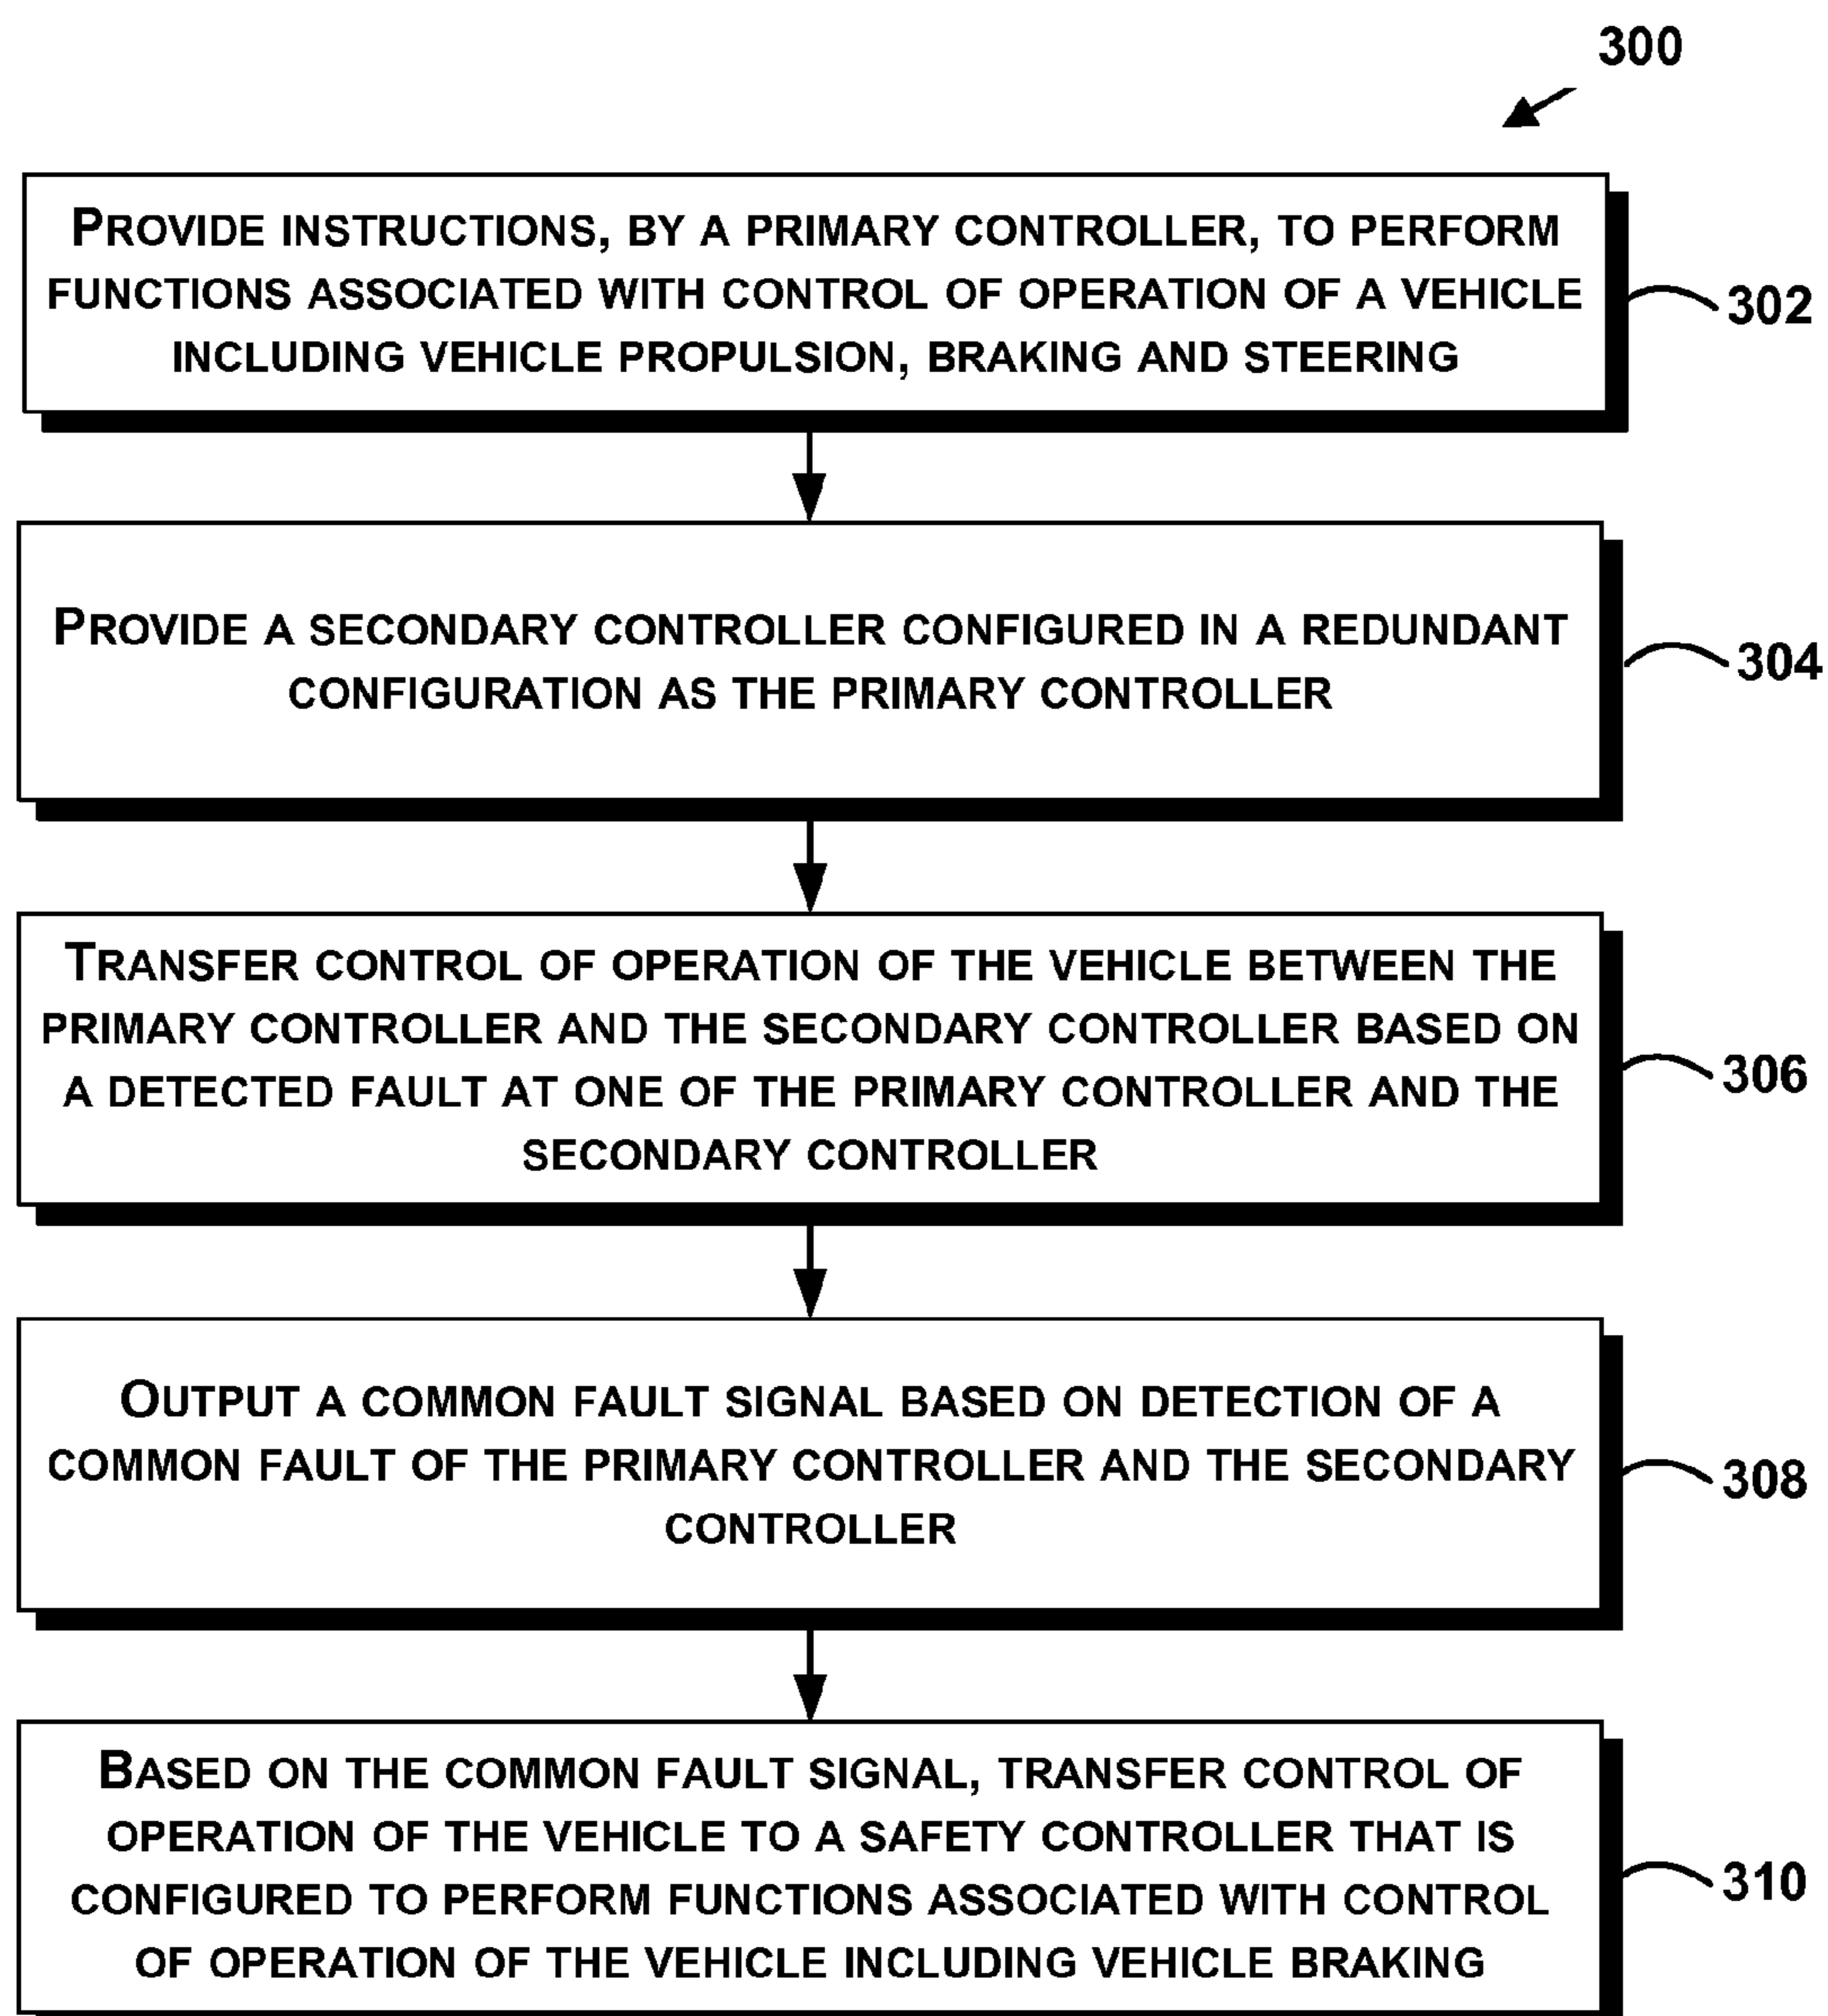 300
PROVIDE INSTRUCTIONS, BY A PRIMARY CONTROLLER, TO PERFORM
FUNCTIONS ASSOCIATED WITH CONTROL OF OPERATION OF A VEHICLE
INCLUDING VEHICLE PROPULSION, BRAKING AND STEERING
302
PROVIDE A SECONDARY CONTROLLER CONFIGURED IN A REDUNDANT
CONFIGURATION AS THE PRIMARY CONTROLLER
304
TRANSFER CONTROL OF OPERATION OF THE VEHICLE BETWEEN THE
PRIMARY CONTROLLER AND THE SECONDARY CONTROLLER BASED ON
A DETECTED FAULT AT ONE OF THE PRIMARY CONTROLLER AND THE
SECONDARY CONTROLLER
306
OUTPUT A COMMON FAULT SIGNAL BASED ON DETECTION OF A
COMMON FAULT OF THE PRIMARY CONTROLLER AND THE SECONDARY
CONTROLLER
308
BASED ON THE COMMON FAULT SIGNAL, TRANSFER CONTROL OF
OPERATION OF THE VEHICLE TO A SAFETY CONTROLLER THAT IS
CONFIGURED TO PERFORM FUNCTIONS ASSOCIATED WITH CONTROL
OF OPERATION OF THE VEHICLE INCLUDING VEHICLE BRAKING
310